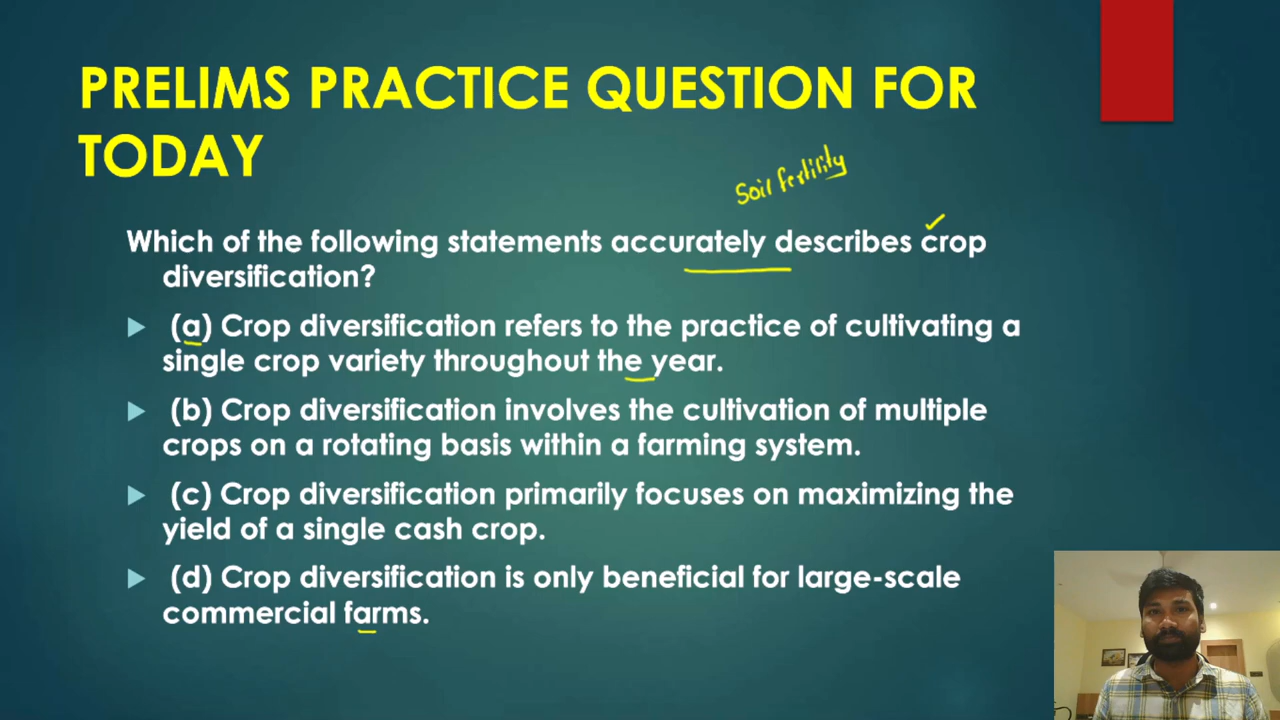 PRELIMS PRACTICE QUESTION FOR
TODAY
Soil fertility
Which of the following statements accurately describes crop
diversification?
(a) Crop diversification refers to the practice of cultivating a
single crop variety throughout the year.
(b) Crop diversification involves the cultivation of multiple
crops on a rotating basis within a farming system.
(c) Crop diversification primarily focuses on maximizing the
yield of a single cash crop.
(d) Crop diversification is only beneficial for large-scale
commercial farms.